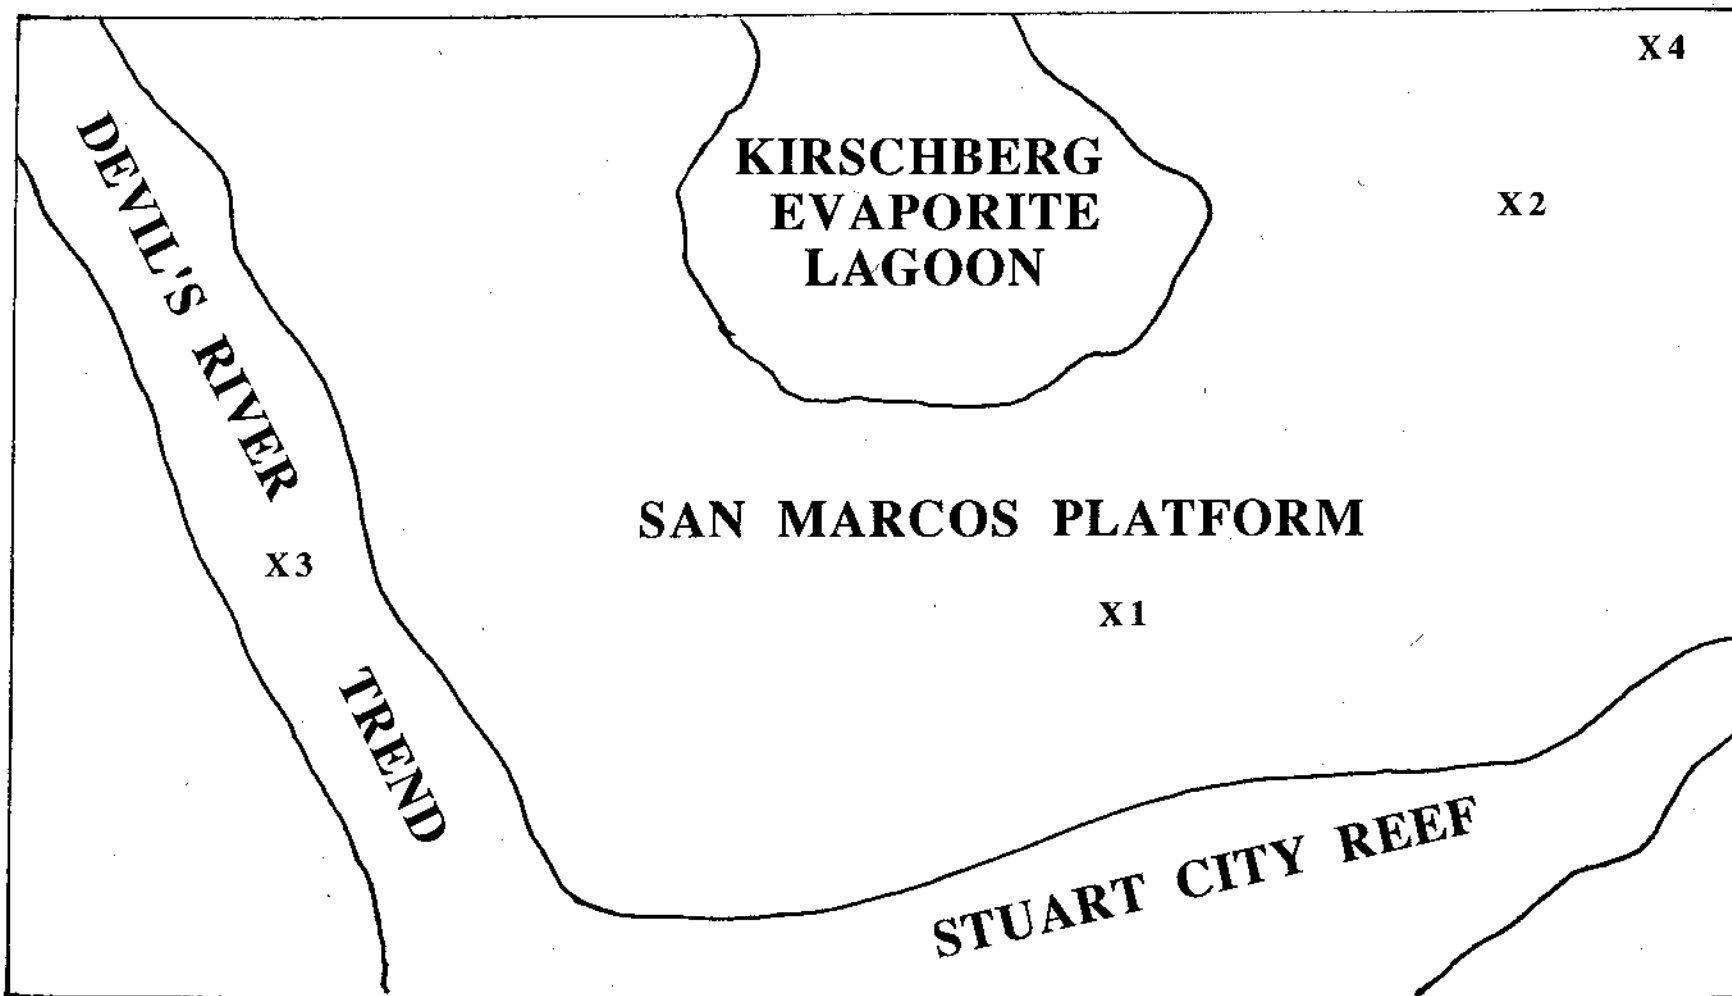 X4
KIRSCHBERG
EVAPORITE
LAGOON
X2
DEVIL'S RIVER TREND
SAN MARCOS PLATFORM
X3
X1
STUART CITY REEF